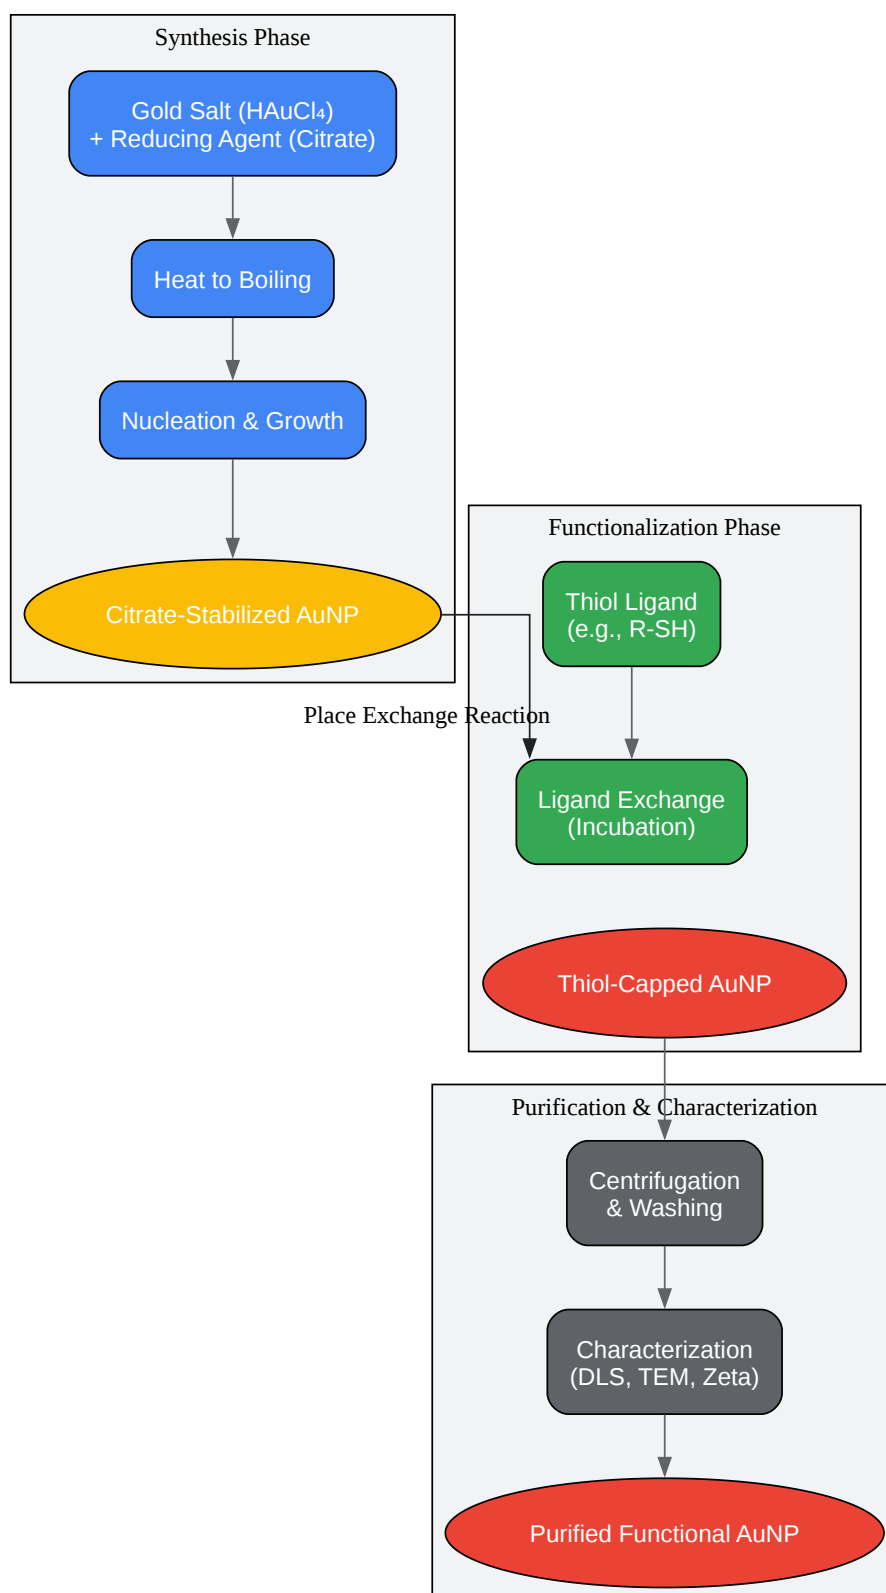 Synthesis Phase
Gold Salt (HAuCl₄)
+ Reducing Agent (Citrate)
Heat to Boiling
Nucleation & Growth
Citrate-Stabilized AuNP
Functionalization Phase
Thiol Ligand
(e.g., R-SH)
Place Exchange Reaction
Ligand Exchange
(Incubation)
Thiol-Capped AuNP
Purification & Characterization
Centrifugation
& Washing
Characterization
(DLS, TEM, Zeta)
Purified Functional AuNP